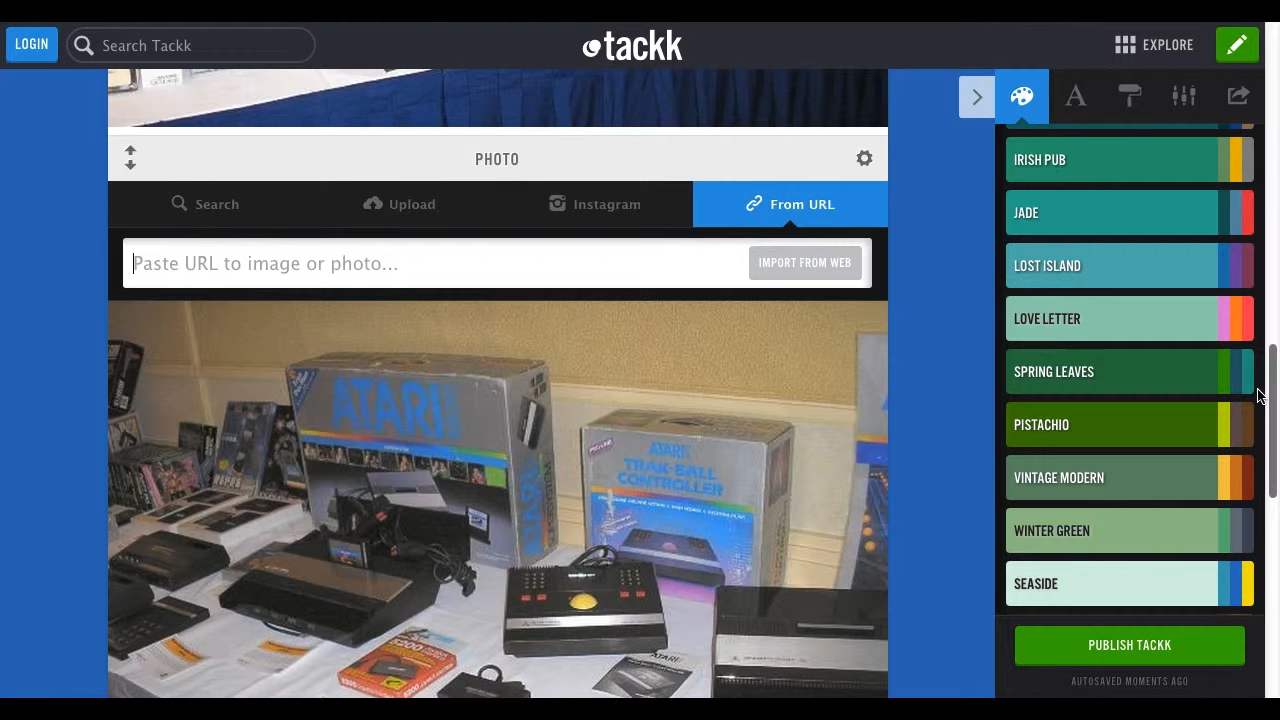 LOGIN
Search Tackk
tackk
EXPLORE
PHOTO
Search
Upload
Instagram
From URL
Paste URL to image or photo...
IMPORT FROM WEB
IRISH PUB
JADE
LOST ISLAND
LOVE LETTER
SPRING LEAVES
PISTACHIO
VINTAGE MODERN
WINTER GREEN
SEASIDE
PUBLISH TACKK
AUTOSAVED MOMENTS AGO
ATARI
ATARI
TRAK-BALL
CONTROLLER
ATARI